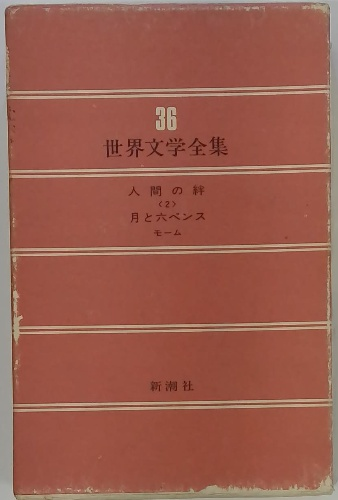 36
世界文学全集
人間の絆
〈2〉
月と六ペンス
モーム
新潮社